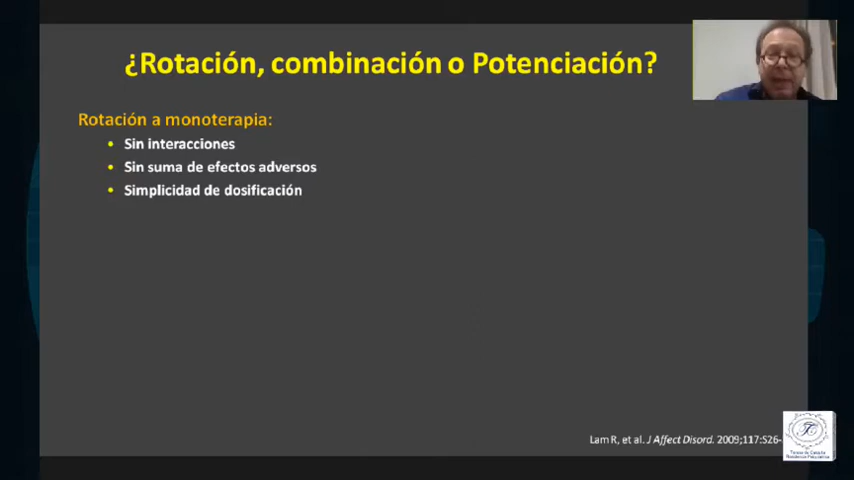 ¿Rotación, combinación o Potenciación?
Rotación a monoterapia:
• Sin interacciones
• Sin suma de efectos adversos
• Simplicidad de dosificación
Lam R, et al. J Affect Disord. 2009;117:S26-